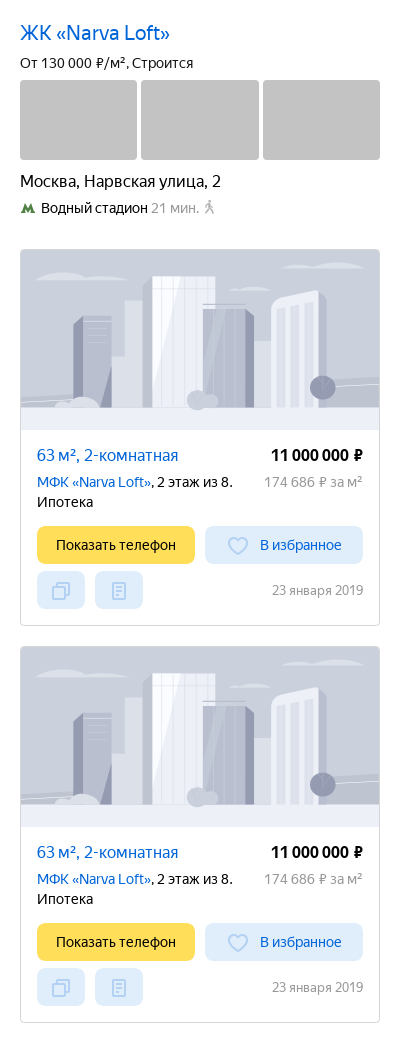 ЖК «Narva Loft»
От 130 000 ₽/м², Строится
Москва, Нарвская улица, 2
Водный стадион 21 мин.
63 м², 2-комнатная 11 000 000 ₽
МФК «Narva Loft», 2 этаж из 8. 174 686 ₽ за м²
Ипотека
Показать телефон В избранное
23 января 2019
63 м², 2-комнатная 11 000 000 ₽
МФК «Narva Loft», 2 этаж из 8. 174 686 ₽ за м²
Ипотека
Показать телефон В избранное
23 января 2019